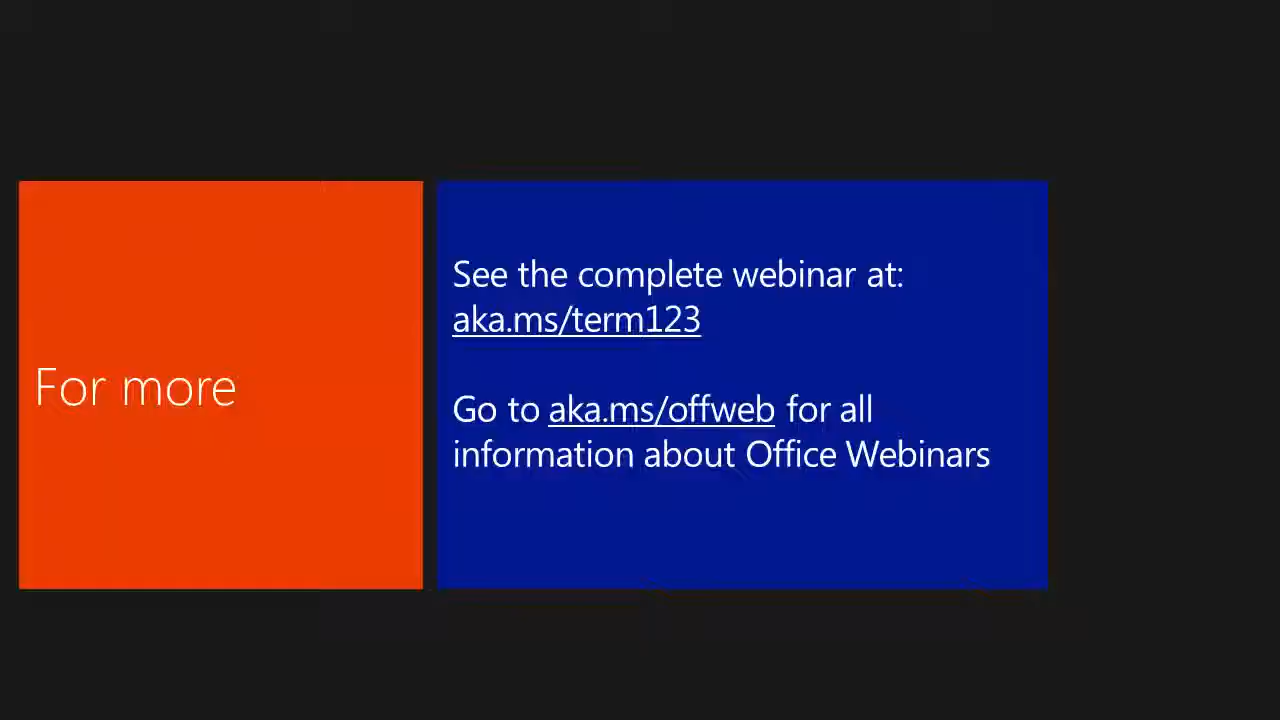 For more
See the complete webinar at:
aka.ms/term123
Go to aka.ms/offweb for all
information about Office Webinars